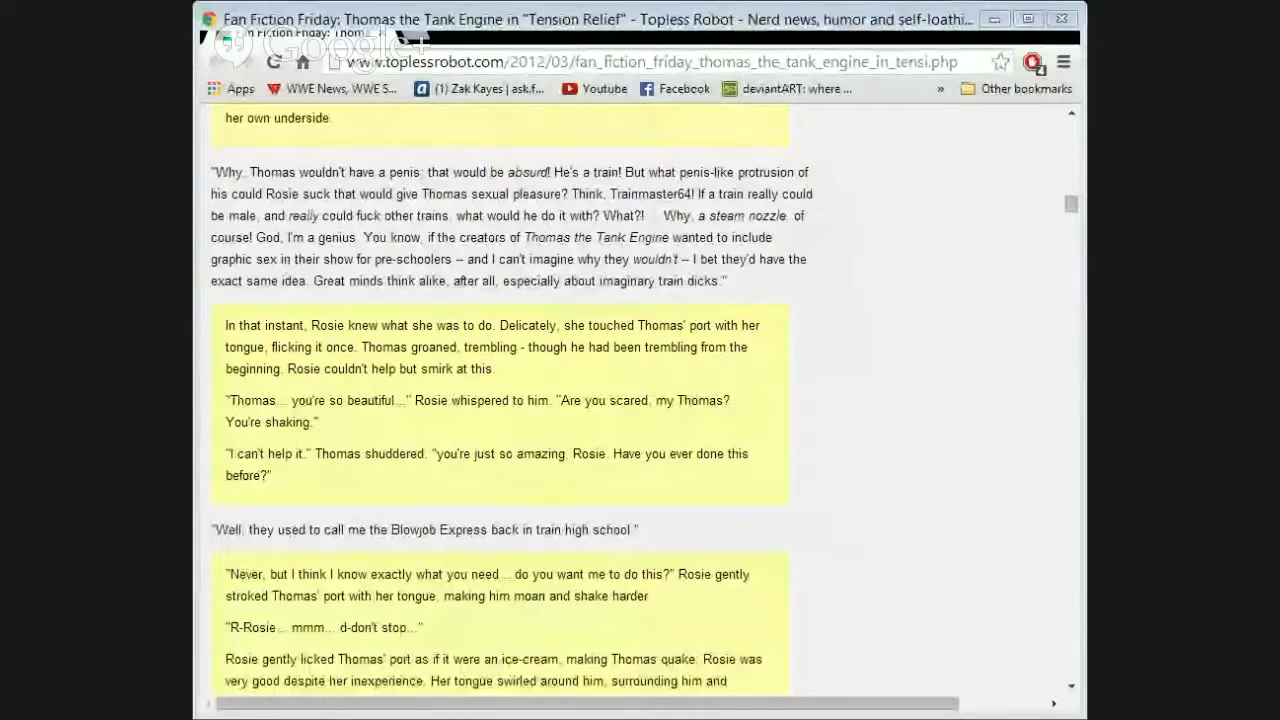 Fan Fiction Friday: Thomas the Tank Engine in "Tension Relief" - Topless Robot - Nerd news, humor and self-loathi...
Fan Fiction Friday: Thoma
Google+
www.toplessrobot.com/2012/03/fan_fiction_friday_thomas_the_tank_engine_in_tensi.php
Apps WWE News, WWE S... (1) Zak Kayes | ask.f... Youtube Facebook deviantART: where ... » Other bookmarks
her own underside.
"Why, Thomas wouldn't have a penis; that would be absurd! He's a train! But what penis-like protrusion of
his could Rosie suck that would give Thomas sexual pleasure? Think, Trainmaster64! If a train really could
be male, and really could fuck other trains, what would he do it with? What?! Why, a steam nozzle, of
course! God, I'm a genius. You know, if the creators of Thomas the Tank Engine wanted to include
graphic sex in their show for pre-schoolers -- and I can't imagine why they wouldn't -- I bet they'd have the
exact same idea. Great minds think alike, after all, especially about imaginary train dicks."
In that instant, Rosie knew what she was to do. Delicately, she touched Thomas' port with her
tongue, flicking it once. Thomas groaned, trembling - though he had been trembling from the
beginning. Rosie couldn't help but smirk at this.
"Thomas... you're so beautiful..." Rosie whispered to him. "Are you scared, my Thomas?
You're shaking."
"I can't help it." Thomas shuddered. "you're just so amazing, Rosie. Have you ever done this
before?"
"Well, they used to call me the Blowjob Express back in train high school."
"Never, but I think I know exactly what you need... do you want me to do this?" Rosie gently
stroked Thomas' port with her tongue, making him moan and shake harder
"R-Rosie... mmm... d-don't stop..."
Rosie gently licked Thomas' port as if it were an ice-cream, making Thomas quake. Rosie was
very good despite her inexperience. Her tongue swirled around him, surrounding him and